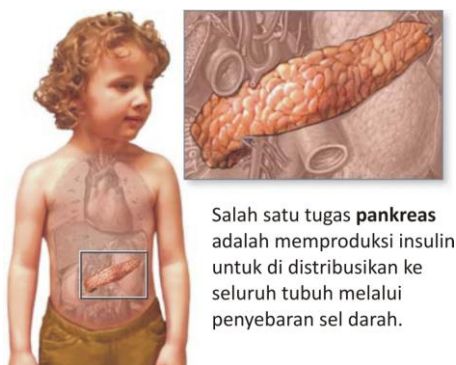 Salah satu tugas pankreas
adalah memproduksi insulin
untuk di distribusikan ke
seluruh tubuh melalui
penyebaran sel darah.